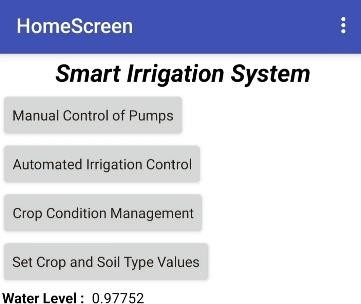 HomeScreen
Smart Irrigation System
Manual Control of Pumps
Automated Irrigation Control
Crop Condition Management
Set Crop and Soil Type Values
Water Level : 0.97752